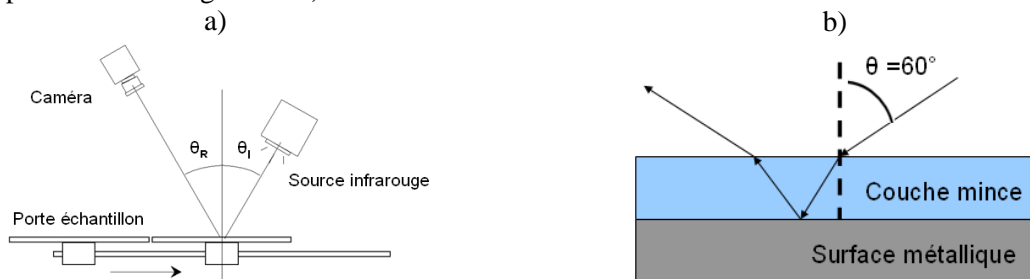 a)
b)
Caméra
θR
θI
Source infrarouge
Porte échantillon
θ =60°
Couche mince
Surface métallique